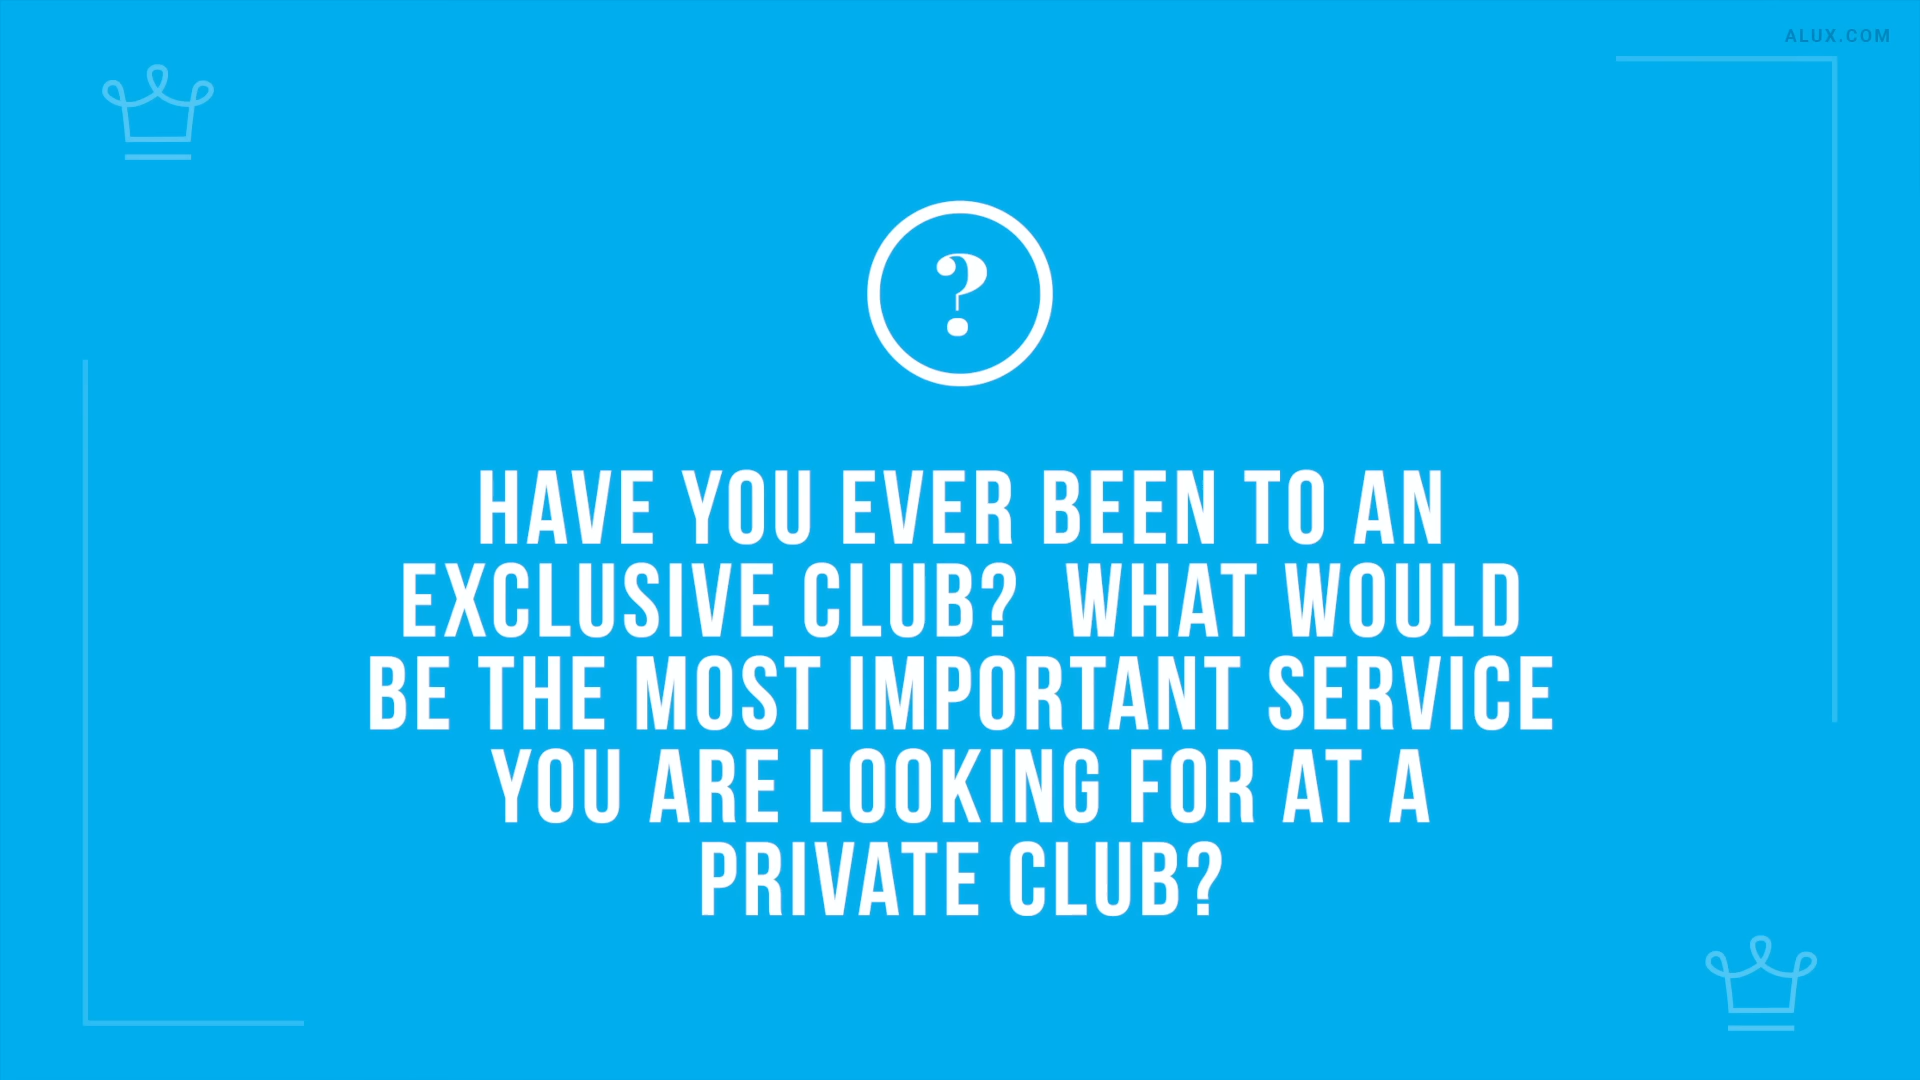 ALUX.COM
?
HAVE YOU EVER BEEN TO AN
EXCLUSIVE CLUB?  WHAT WOULD
BE THE MOST IMPORTANT SERVICE
YOU ARE LOOKING FOR AT A
PRIVATE CLUB?